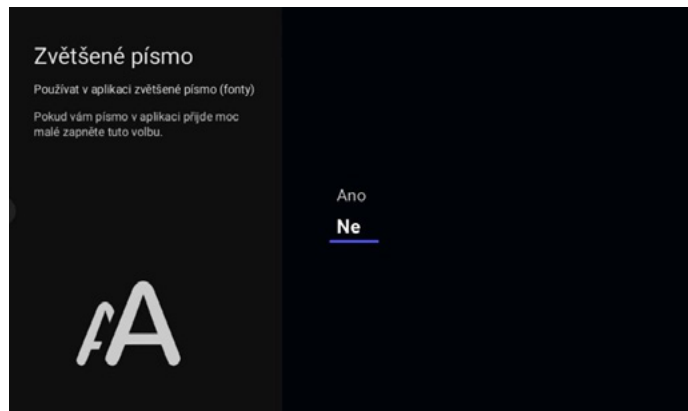 Zvětšené písmo
Používat v aplikaci zvětšené písmo (fonty)
Pokud vám písmo v aplikaci přijde moc
malé zapněte tuto volbu.
Ano
Ne
AA